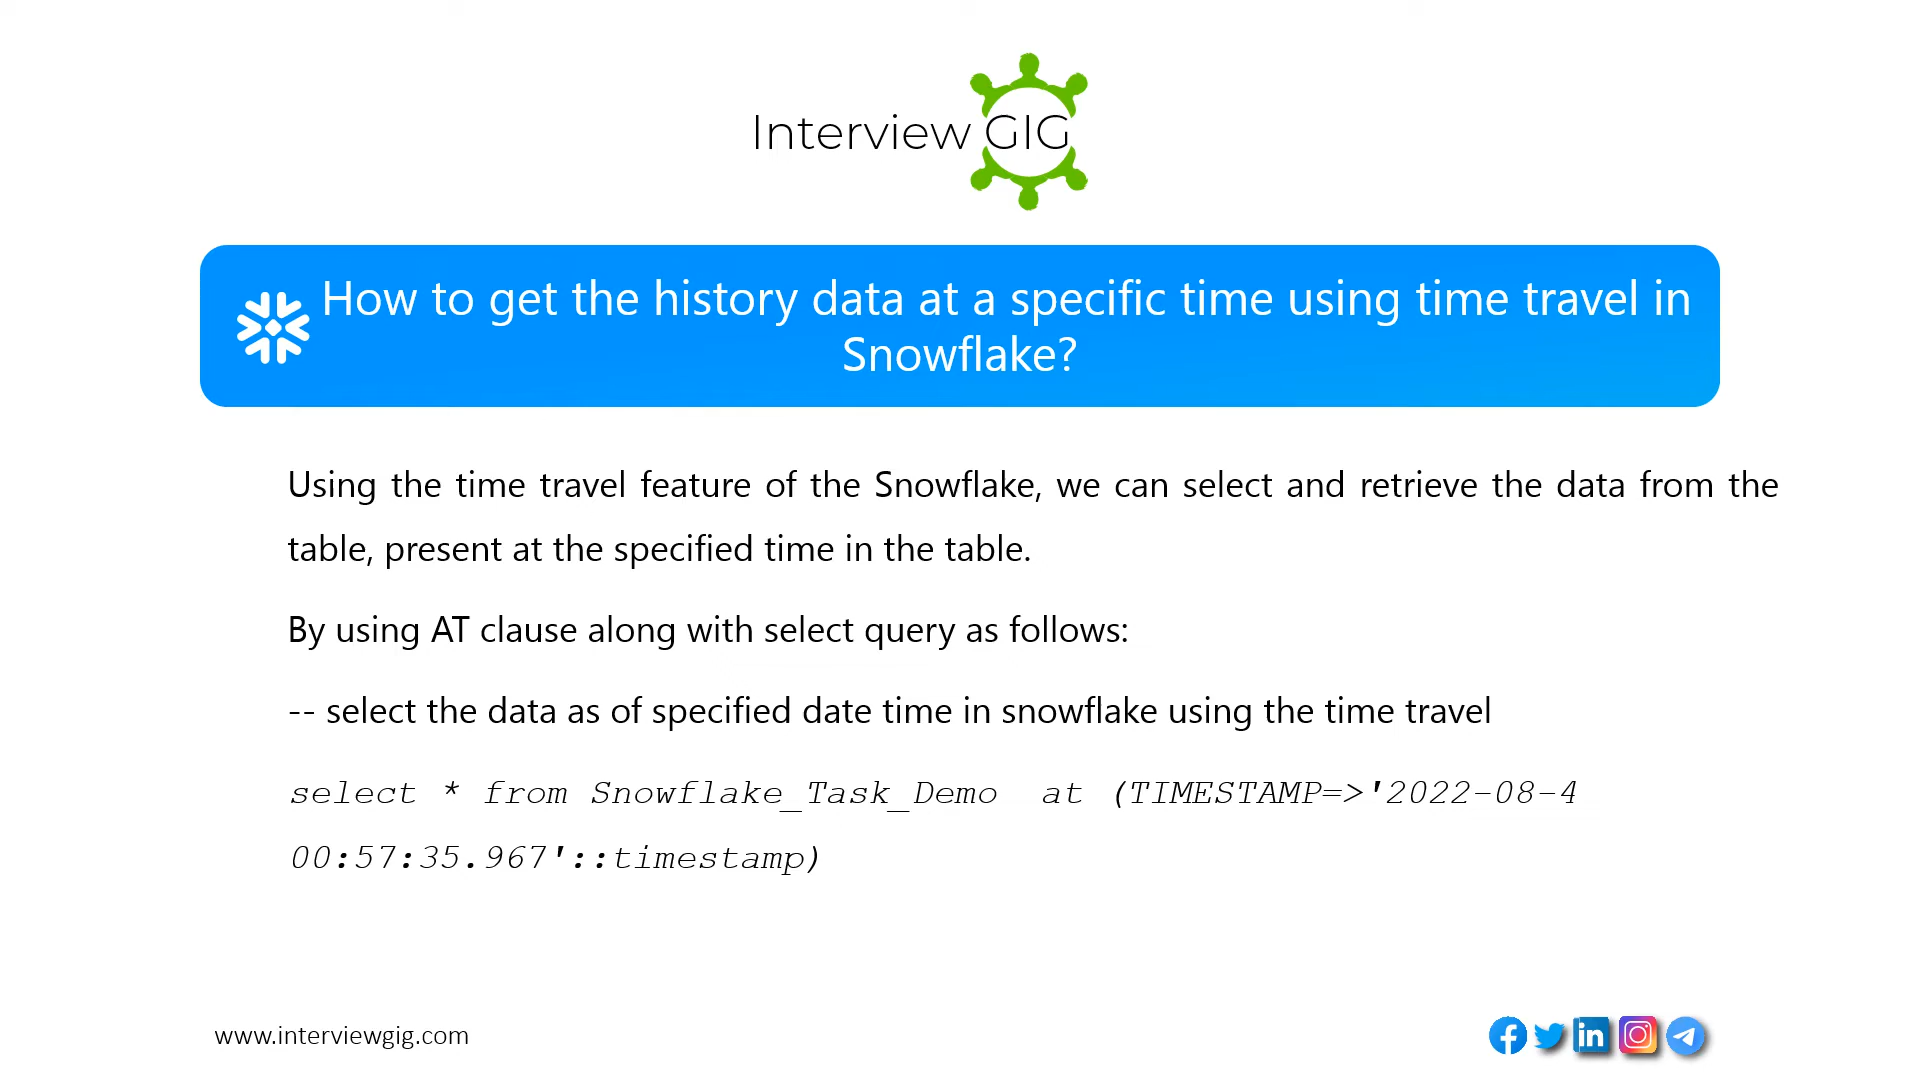 Interview GIG
How to get the history data at a specific time using time travel in
Snowflake?
Using the time travel feature of the Snowflake, we can select and retrieve the data from the
table, present at the specified time in the table.
By using AT clause along with select query as follows:
-- select the data as of specified date time in snowflake using the time travel
select * from Snowflake_Task_Demo  at (TIMESTAMP=>'2022-08-4
00:57:35.967'::timestamp)
www.interviewgig.com